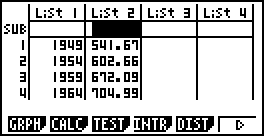 LiSt 1 LiSt 2 LiSt 3 LiSt 4
SUB
1 1949 541.67
2 1954 602.66
3 1959 672.09
4 1964 704.99
GRPH CALC TEST INTR DIST ▷